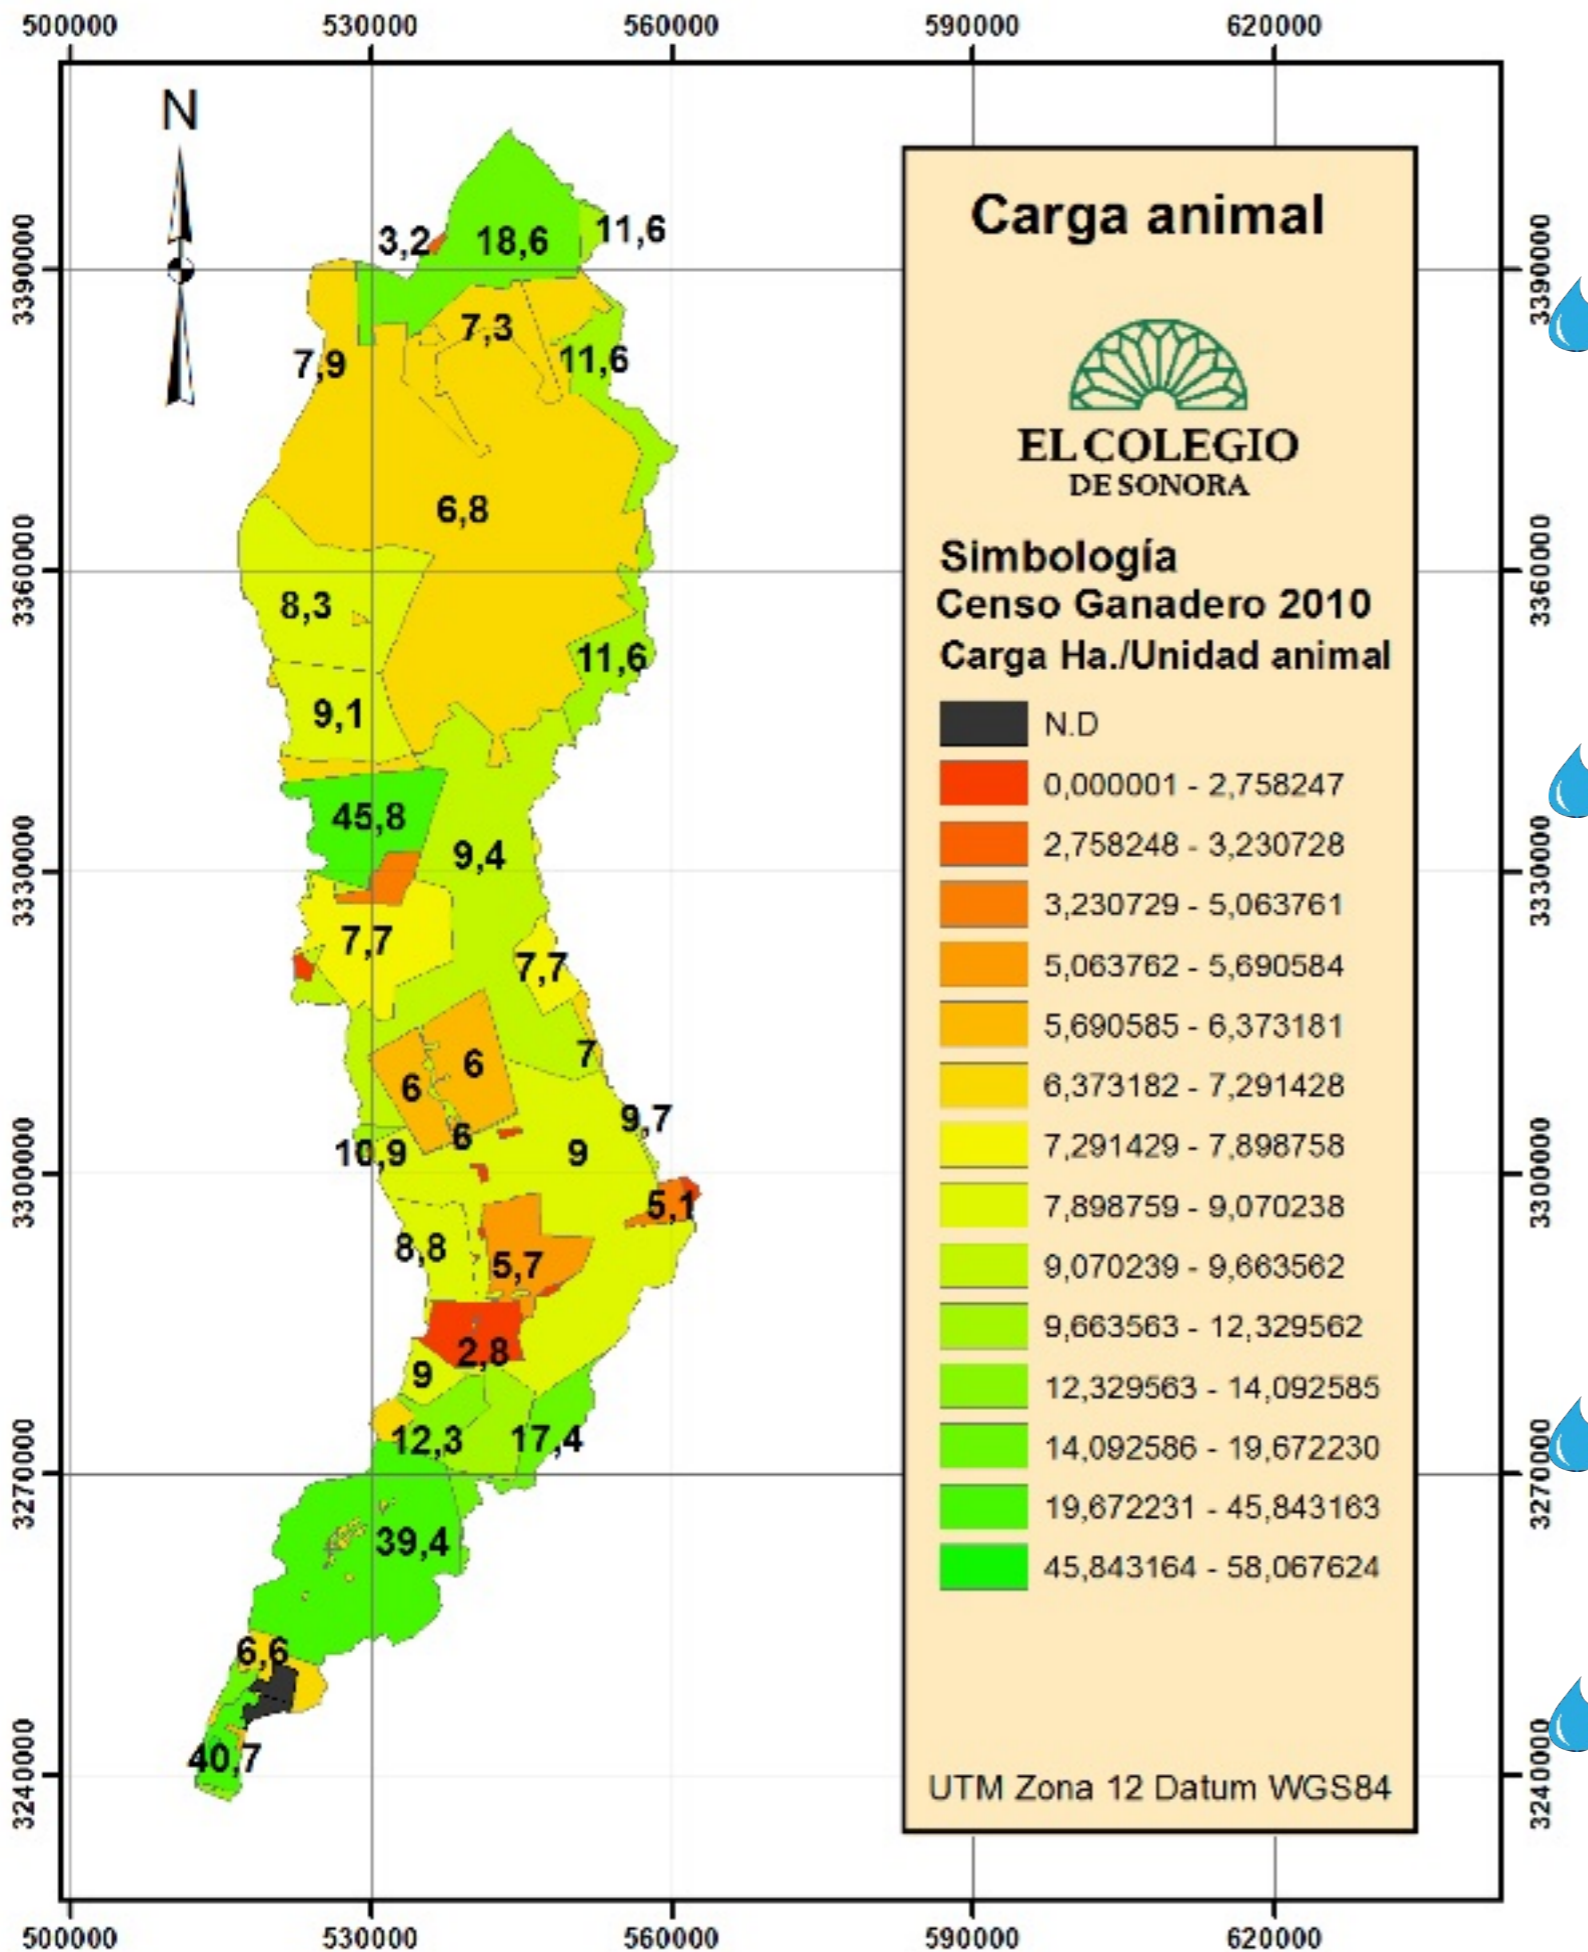 500000 530000 560000 590000 620000
N
3,2
18,6
11,6
3390000
3390000
7,3
7,9
11,6
6,8
3360000
3360000
8,3
11,6
9,1
45,8
9,4
3330000
3330000
7,7
7,7
7
6
6
9,7
6
10,9
9
3300000
3300000
5,1
8,8
5,7
2,8
9
12,3
17,4
3270000
3270000
39,4
6,6
40,7
3240000
3240000
Carga animal
EL COLEGIO
DE SONORA
Simbología
Censo Ganadero 2010
Carga Ha./Unidad animal
N.D
0,000001 - 2,758247
2,758248 - 3,230728
3,230729 - 5,063761
5,063762 - 5,690584
5,690585 - 6,373181
6,373182 - 7,291428
7,291429 - 7,898758
7,898759 - 9,070238
9,070239 - 9,663562
9,663563 - 12,329562
12,329563 - 14,092585
14,092586 - 19,672230
19,672231 - 45,843163
45,843164 - 58,067624
UTM Zona 12 Datum WGS84
500000 530000 560000 590000 620000